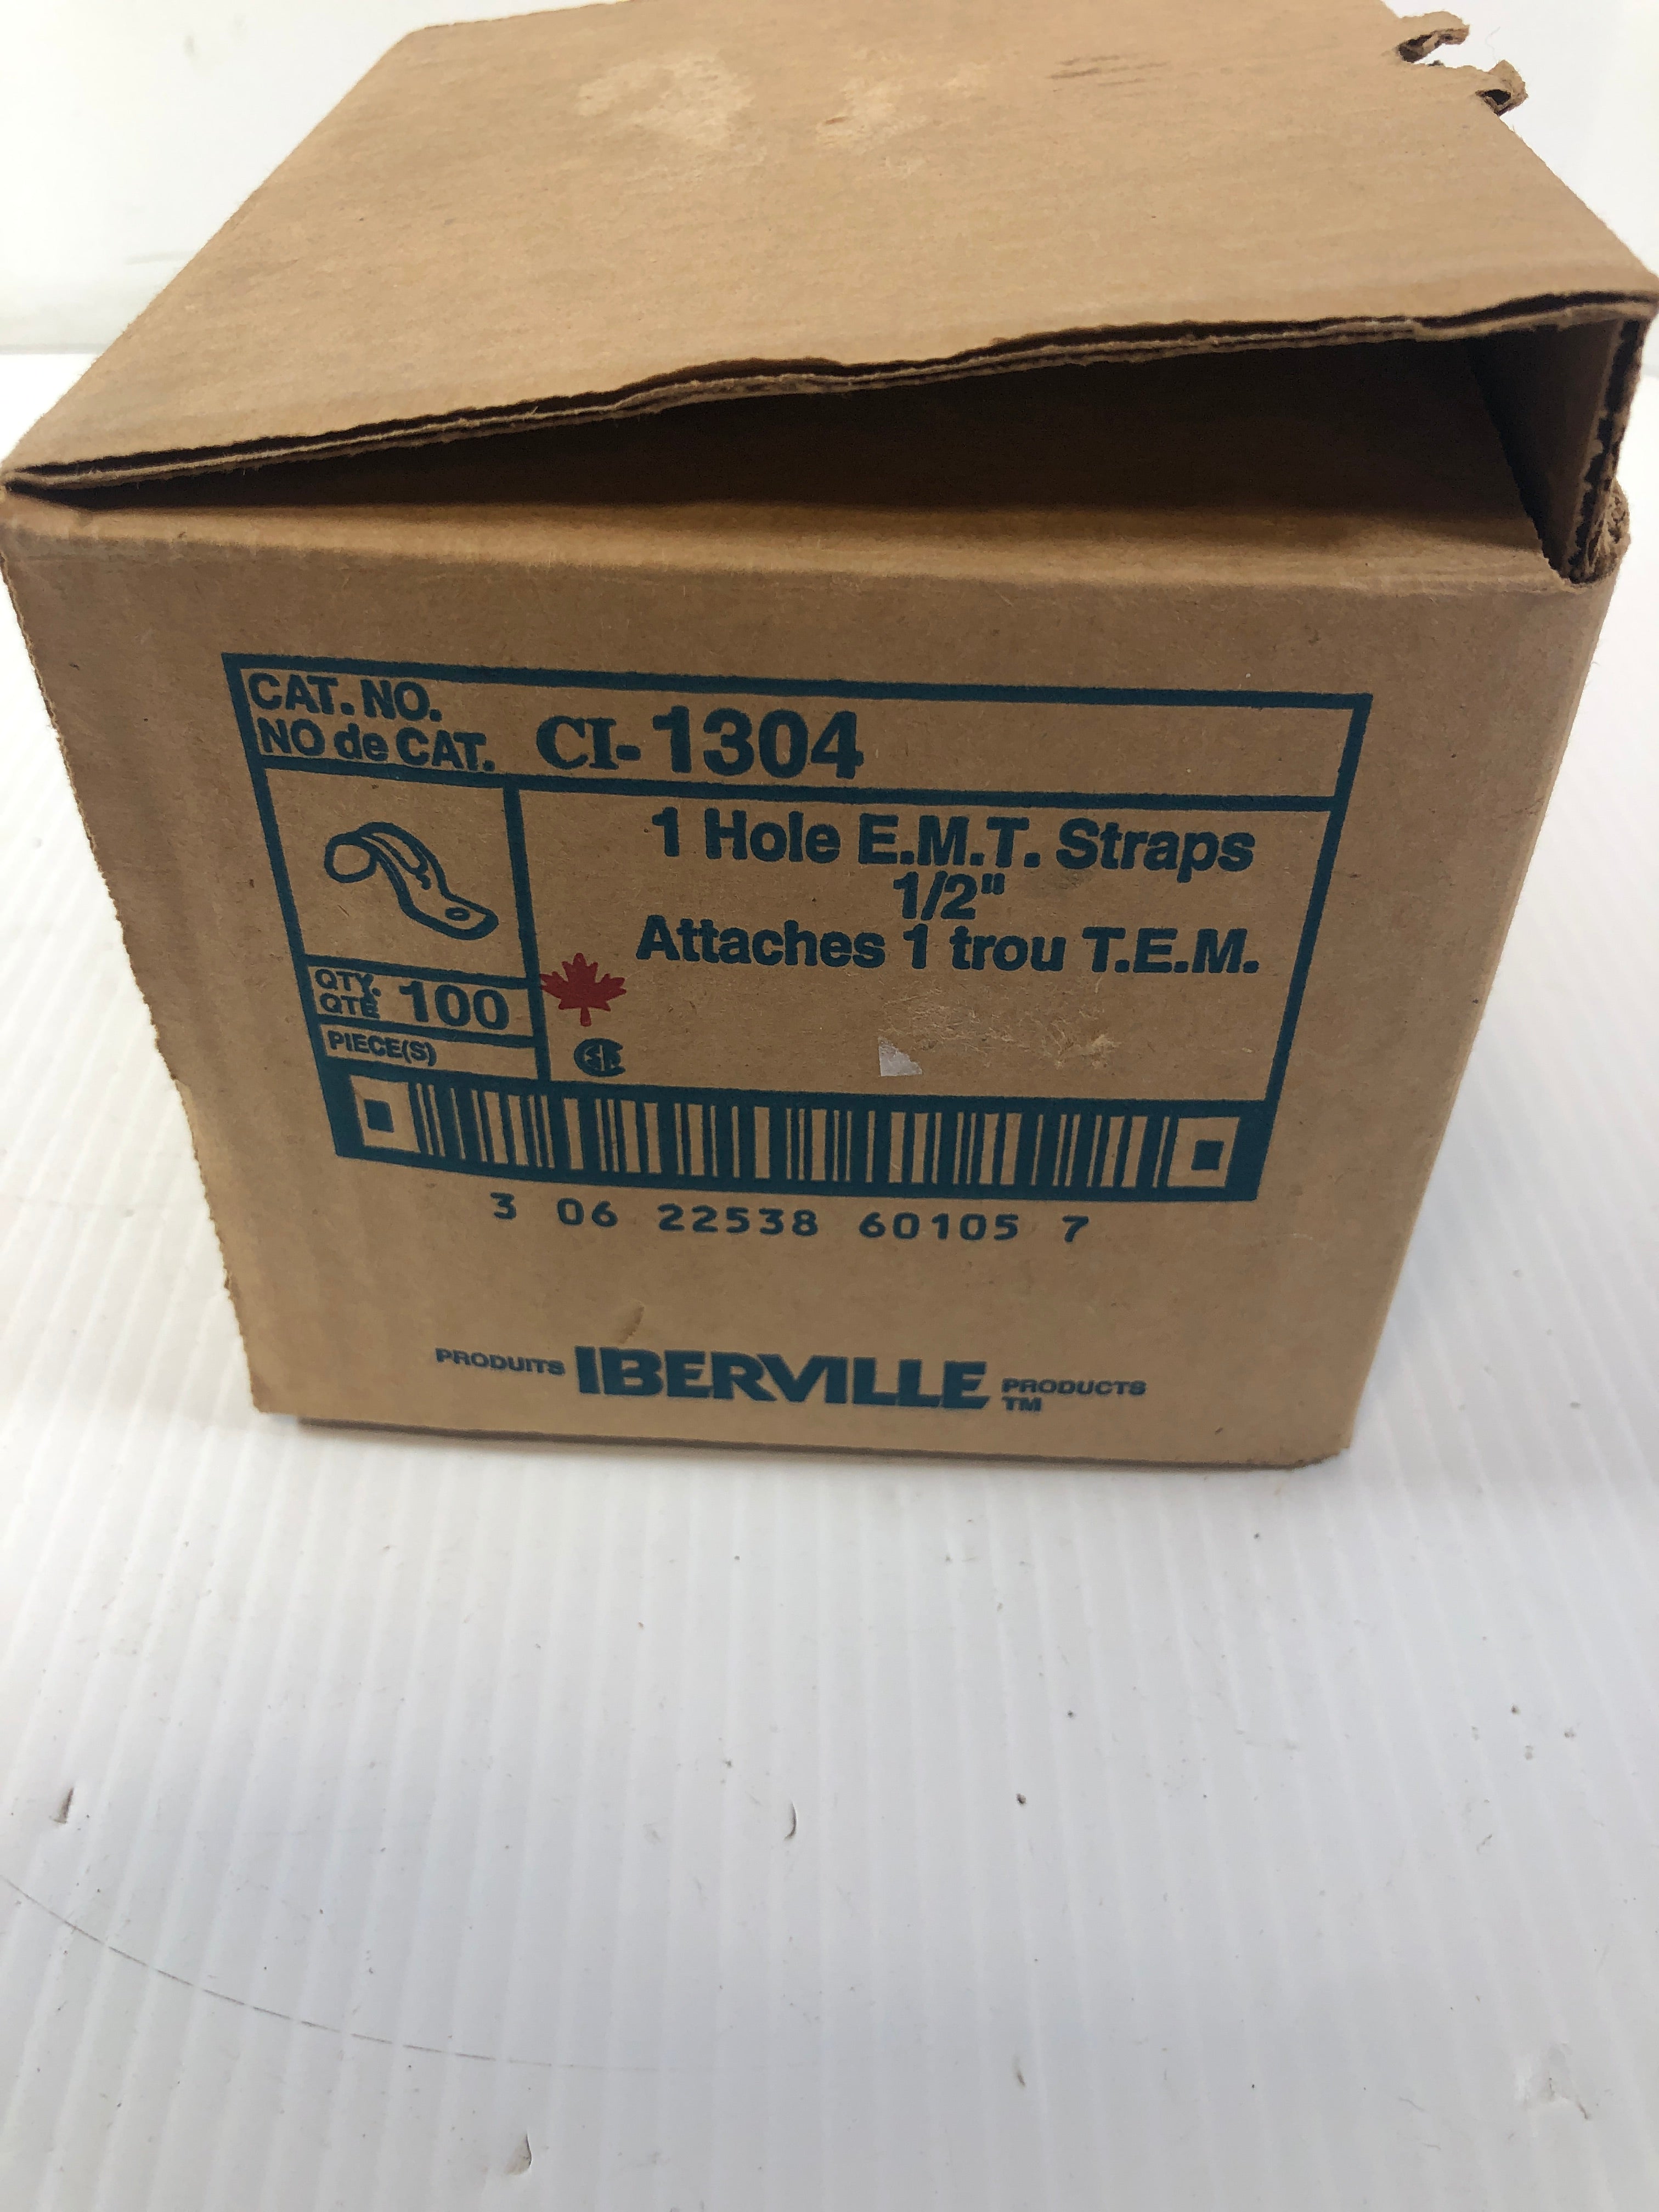 CAT. NO.
NO de CAT. CI-1304
1 Hole E.M.T. Straps
1/2"
Attaches 1 trou T.E.M.
QTY.
QTE 100
PIECE(S)
3 06 22538 60105 7
PRODUITS IBERVILLE PRODUCTS
TM